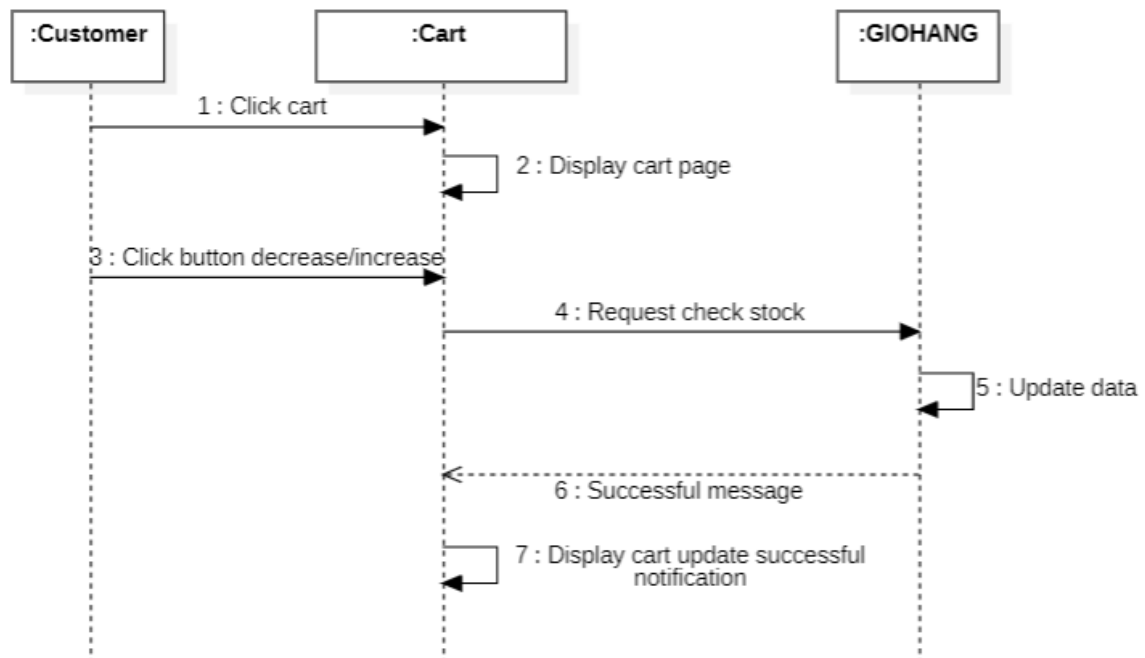 :Customer
:Cart
:GIOHANG
1 : Click cart
2 : Display cart page
3 : Click button decrease/increase
4 : Request check stock
5 : Update data
6 : Successful message
7 : Display cart update successful
notification